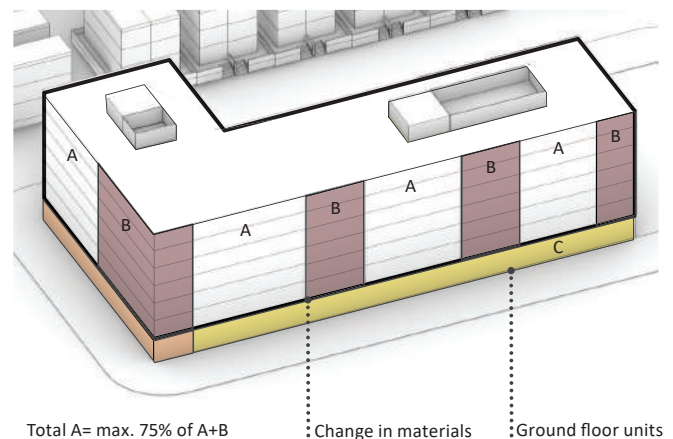 A
B
A
B
A
B
A
B
C
Total A= max. 75% of A+B
Change in materials
Ground floor units